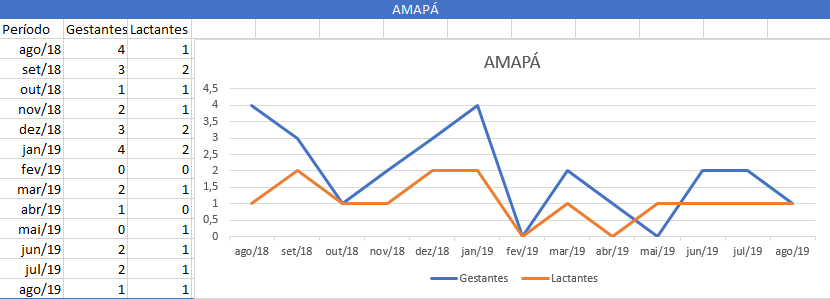 AMAPÁ
Período Gestantes Lactantes
ago/18 4 1
set/18 3 2
out/18 1 1
nov/18 2 1
dez/18 3 2
jan/19 4 2
fev/19 0 0
mar/19 2 1
abr/19 1 0
mai/19 0 1
jun/19 2 1
jul/19 2 1
ago/19 1 1
AMAPÁ
4,5
4
3,5
3
2,5
2
1,5
1
0,5
0
ago/18 set/18 out/18 nov/18 dez/18 jan/19 fev/19 mar/19 abr/19 mai/19 jun/19 jul/19 ago/19
Gestantes Lactantes